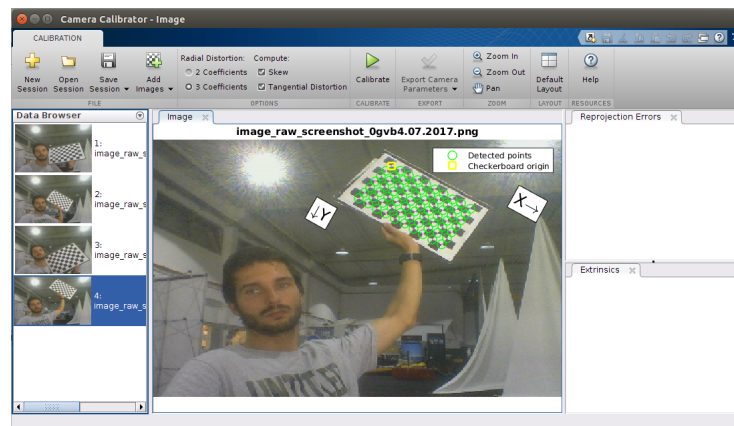 Camera Calibrator - Image
CALIBRATION
New Session
Open Session
Save Session
Add Images
FILE
Radial Distortion:
2 Coefficients
3 Coefficients
Compute:
Skew
Tangential Distortion
OPTIONS
Calibrate
CALIBRATE
Export Camera Parameters
EXPORT
Zoom In
Zoom Out
Pan
ZOOM
Default Layout
LAYOUT
Help
RESOURCES
Data Browser
1:
image_raw_s
2:
image_raw_s
3:
image_raw_s
4:
image_raw_s
Image
image_raw_screenshot_0gvb4.07.2017.png
Detected points
Checkerboard origin
↓Y
X→
Reprojection Errors
Extrinsics